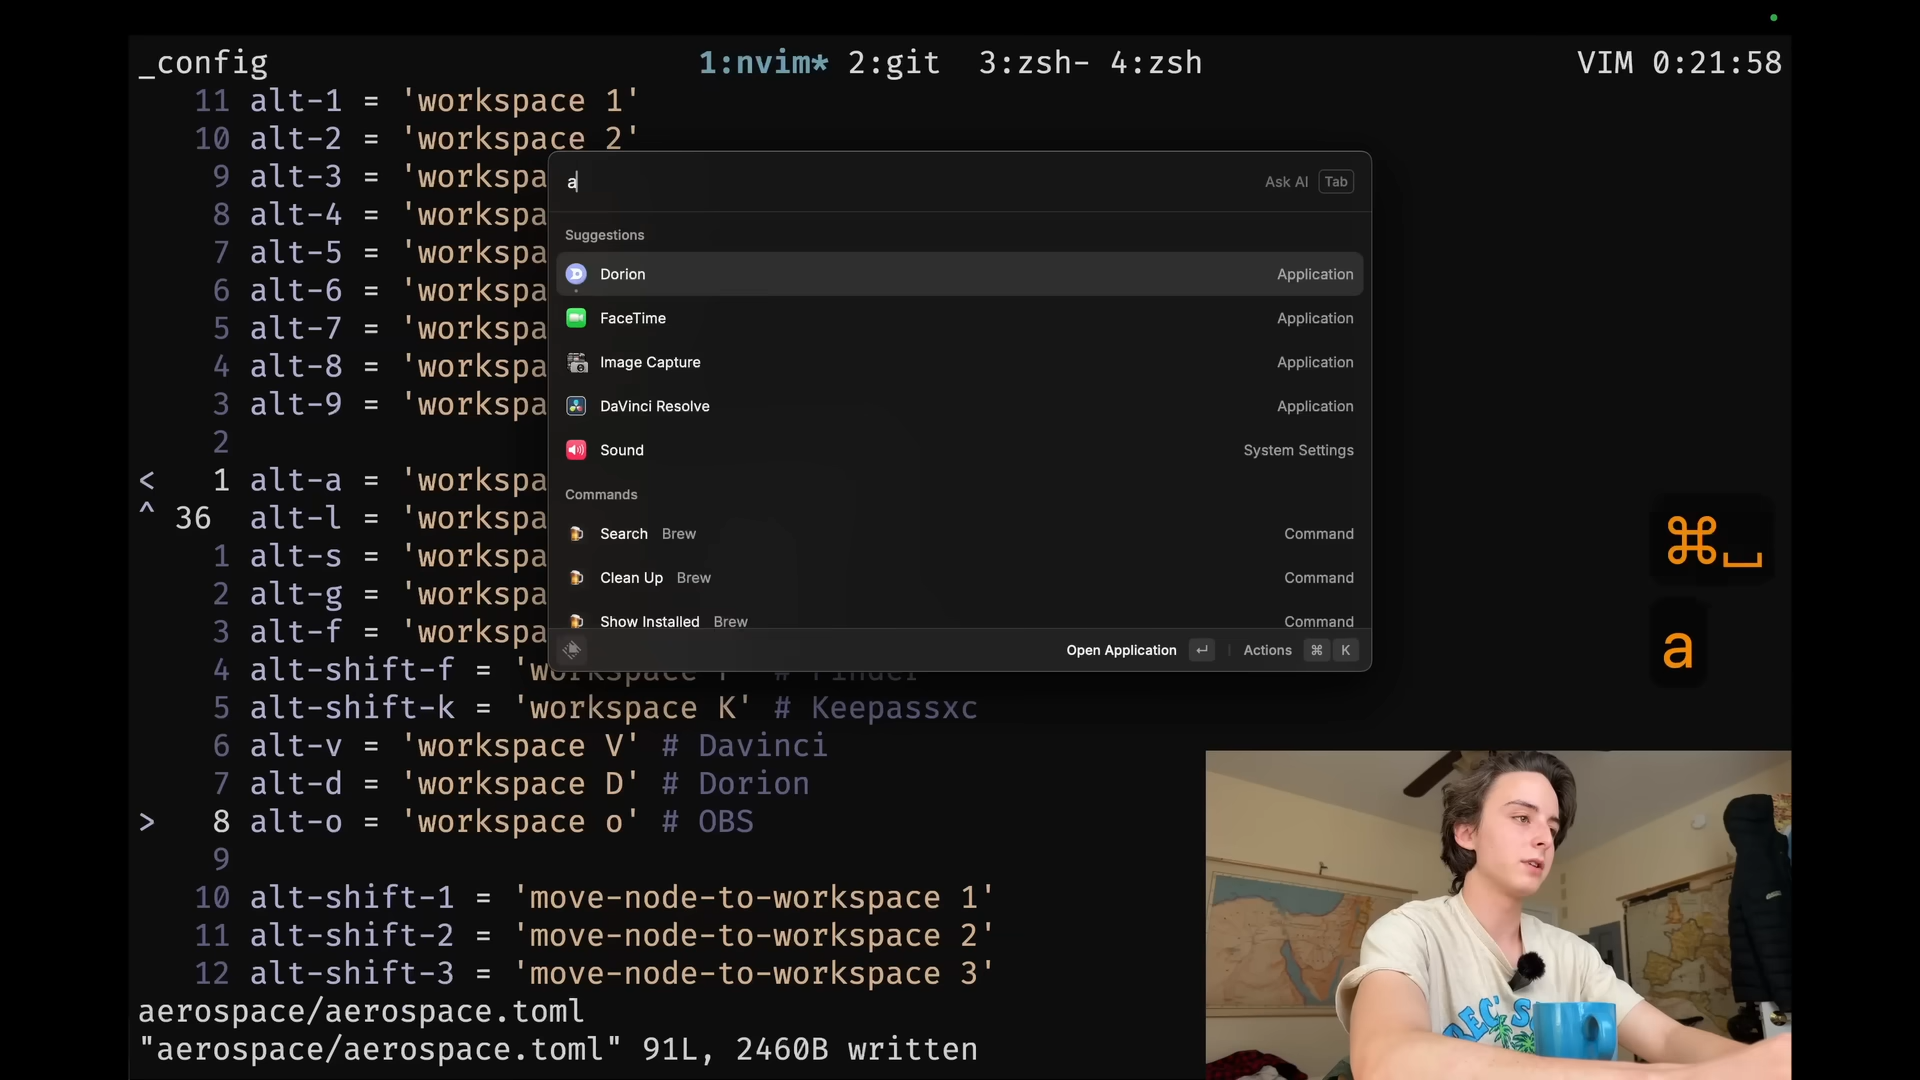 _config 1:nvim* 2:git 3:zsh- 4:zsh VIM 0:21:58
11 alt-1 = 'workspace 1'
10 alt-2 = 'workspace 2'
9 alt-3 = 'workspa
8 alt-4 = 'workspa
7 alt-5 = 'workspa
6 alt-6 = 'workspa
5 alt-7 = 'workspa
4 alt-8 = 'workspa
3 alt-9 = 'workspa
2
< 1 alt-a = 'workspa
^ 36 alt-l = 'workspa
1 alt-s = 'workspa
2 alt-g = 'workspa
3 alt-f = 'workspa
4 alt-shift-f = 'workspace F' # Finder
5 alt-shift-k = 'workspace K' # Keepassxc
6 alt-v = 'workspace V' # Davinci
7 alt-d = 'workspace D' # Dorion
> 8 alt-o = 'workspace o' # OBS
9
10 alt-shift-1 = 'move-node-to-workspace 1'
11 alt-shift-2 = 'move-node-to-workspace 2'
12 alt-shift-3 = 'move-node-to-workspace 3'
aerospace/aerospace.toml
"aerospace/aerospace.toml" 91L, 2460B written
a Ask AI Tab
Suggestions
Dorion Application
FaceTime Application
Image Capture Application
DaVinci Resolve Application
Sound System Settings
Commands
Search Brew Command
Clean Up Brew Command
Show Installed Brew Command
Open Application ↵ Actions ⌘ K
⌘⎵
a